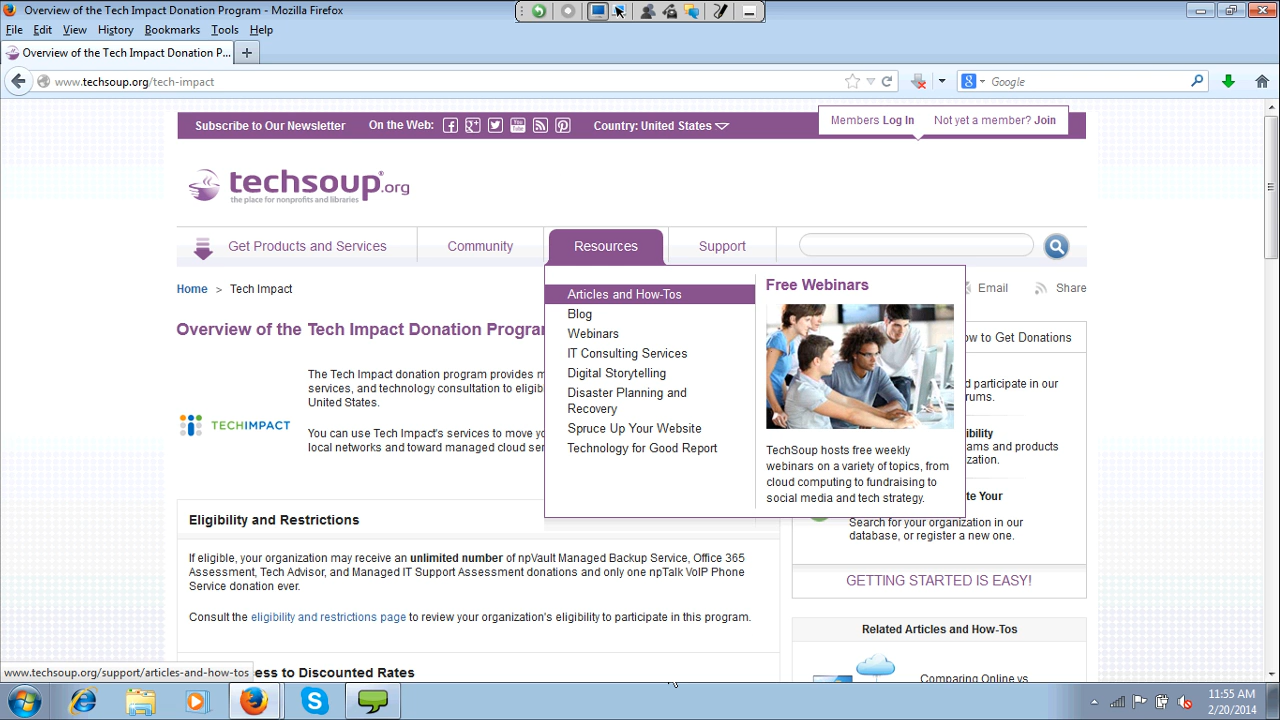 Overview of the Tech Impact Donation Program - Mozilla Firefox
File Edit View History Bookmarks Tools Help
Overview of the Tech Impact Donation P...
www.techsoup.org/tech-impact
Google
Subscribe to Our Newsletter
On the Web:
Country: United States
Members Log In
Not yet a member? Join
techsoup.org
the place for nonprofits and libraries
Get Products and Services
Community
Resources
Support
Home > Tech Impact
Email
Share
Overview of the Tech Impact Donation Program
The Tech Impact donation program provides
services, and technology consultation to
United States.
You can use Tech Impact's services to move
local networks and toward managed cloud
TECHIMPACT
Articles and How-Tos
Blog
Webinars
IT Consulting Services
Digital Storytelling
Disaster Planning and
Recovery
Spruce Up Your Website
Technology for Good Report
Free Webinars
TechSoup hosts free weekly
webinars on a variety of topics, from
cloud computing to fundraising to
social media and tech strategy.
to Get Donations
participate in our
and products
Your
Search for your organization in our
database, or register a new one.
GETTING STARTED IS EASY!
Eligibility and Restrictions
If eligible, your organization may receive an unlimited number of npVault Managed Backup Service, Office 365
Assessment, Tech Advisor, and Managed IT Support Assessment donations and only one npTalk VoIP Phone
Service donation ever.
Consult the eligibility and restrictions page to review your organization's eligibility to participate in this program.
to Discounted Rates
Related Articles and How-Tos
Comparing Online vs
www.techsoup.org/support/articles-and-how-tos
11:55 AM
2/20/2014